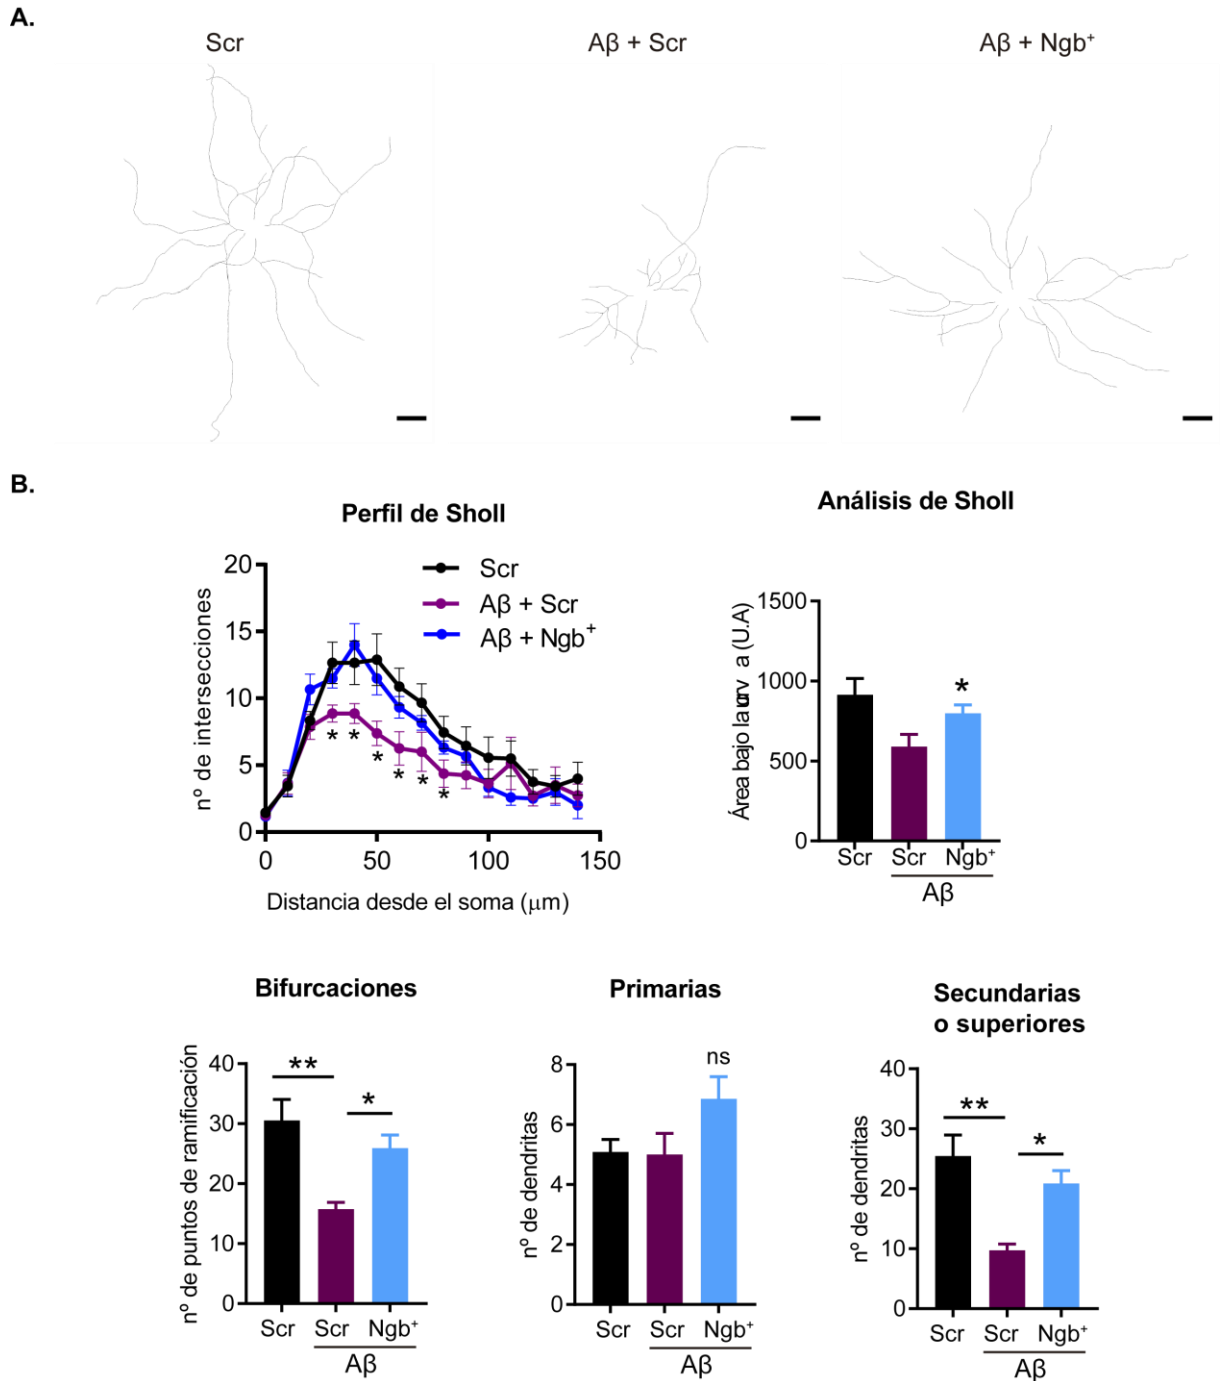 A.
Scr
Aβ + Scr
Aβ + Ngb⁺
B.
Perfil de Sholl
nº de intersecciones
20
15
10
5
0
Scr
Aβ + Scr
Aβ + Ngb⁺
* * * * * *
0 50 100 150
Distancia desde el soma (μm)
Análisis de Sholl
Área bajo la urv a (U.A)
1500
1000
500
0
*
Scr Scr Ngb⁺
Aβ
Bifurcaciones
nº de puntos de ramificación
40
30
20
10
0
**
*
Scr Scr Ngb⁺
Aβ
Primarias
nº de dendritas
8
6
4
2
0
ns
Scr Scr Ngb⁺
Aβ
Secundarias
o superiores
nº de dendritas
40
30
20
10
0
**
*
Scr Scr Ngb⁺
Aβ